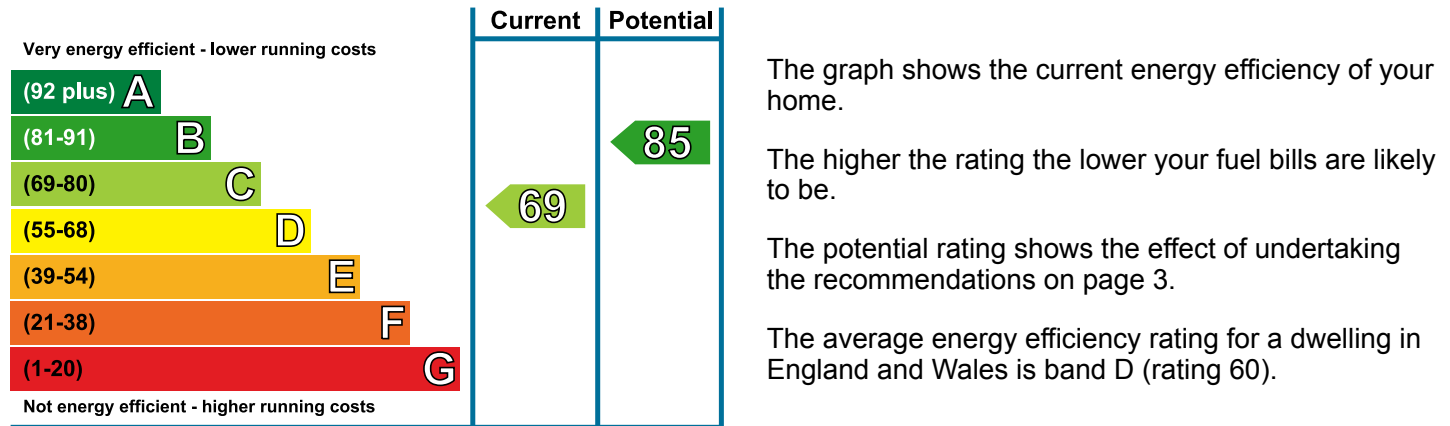 Current Potential
Very energy efficient - lower running costs
(92 plus) A
(81-91) B
85
(69-80) C
69
(55-68) D
(39-54) E
(21-38) F
(1-20) G
Not energy efficient - higher running costs
The graph shows the current energy efficiency of your
home.
The higher the rating the lower your fuel bills are likely
to be.
The potential rating shows the effect of undertaking
the recommendations on page 3.
The average energy efficiency rating for a dwelling in
England and Wales is band D (rating 60).